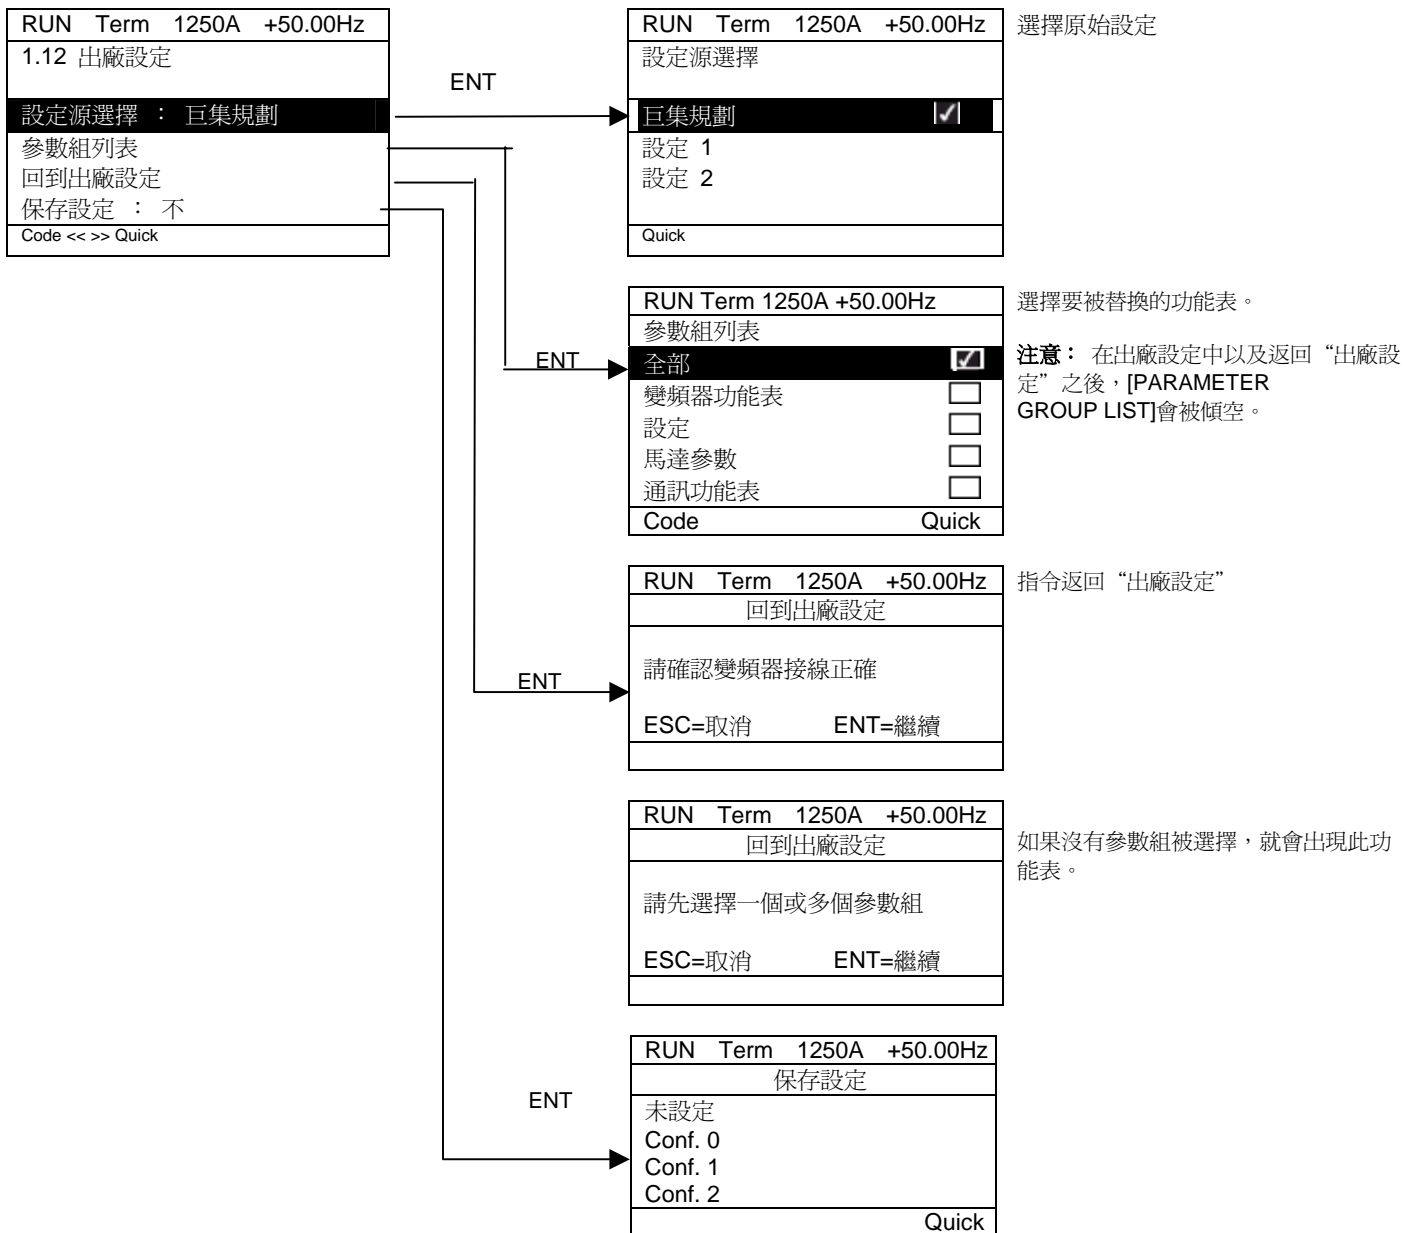 RUN Term 1250A +50.00Hz
1.12 出廠設定
設定源選擇 ： 巨集規劃
參數組列表
回到出廠設定
保存設定 ： 不
Code << >> Quick
ENT
RUN Term 1250A +50.00Hz
設定源選擇
巨集規劃
設定 1
設定 2
Quick
選擇原始設定
ENT
RUN Term 1250A +50.00Hz
參數組列表
全部
變頻器功能表
設定
馬達參數
通訊功能表
Code Quick
選擇要被替換的功能表。
注意： 在出廠設定中以及返回“出廠設
定”之後，[PARAMETER
GROUP LIST]會被傾空。
ENT
RUN Term 1250A +50.00Hz
回到出廠設定
請確認變頻器接線正確
ESC=取消 ENT=繼續
指令返回“出廠設定”
RUN Term 1250A +50.00Hz
回到出廠設定
請先選擇一個或多個參數組
ESC=取消 ENT=繼續
如果沒有參數組被選擇，就會出現此功
能表。
ENT
RUN Term 1250A +50.00Hz
保存設定
未設定
Conf. 0
Conf. 1
Conf. 2
Quick